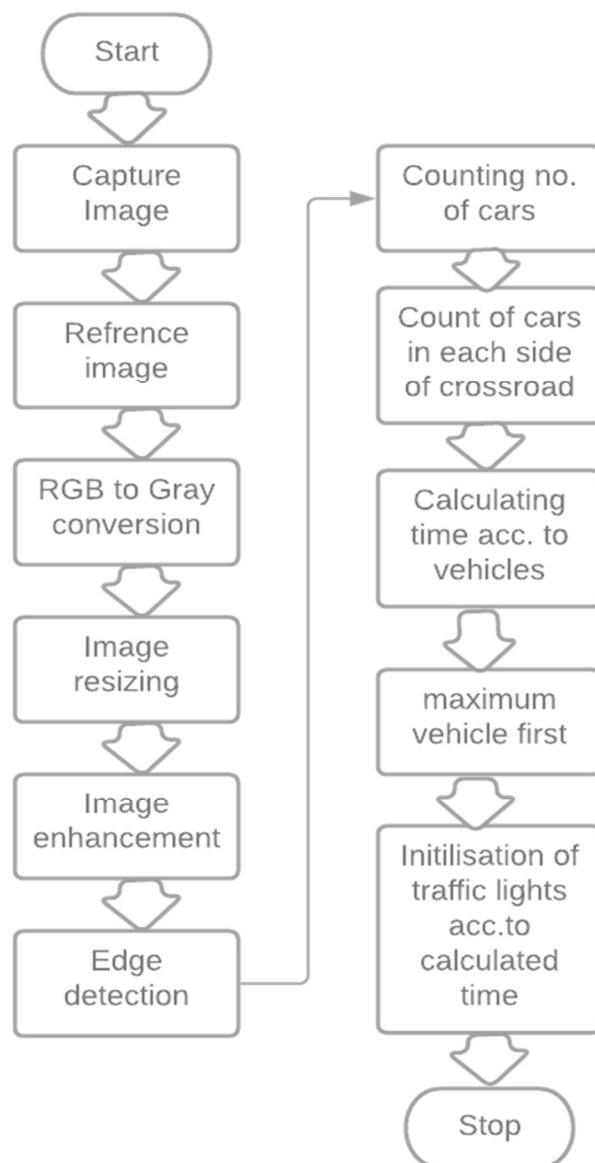 Start
Capture
Image
Refrence
image
RGB to Gray
conversion
Image
resizing
Image
enhancement
Edge
detection
Counting no.
of cars
Count of cars
in each side
of crossroad
Calculating
time acc. to
vehicles
maximum
vehicle first
Initilisation of
traffic lights
acc.to
calculated
time
Stop